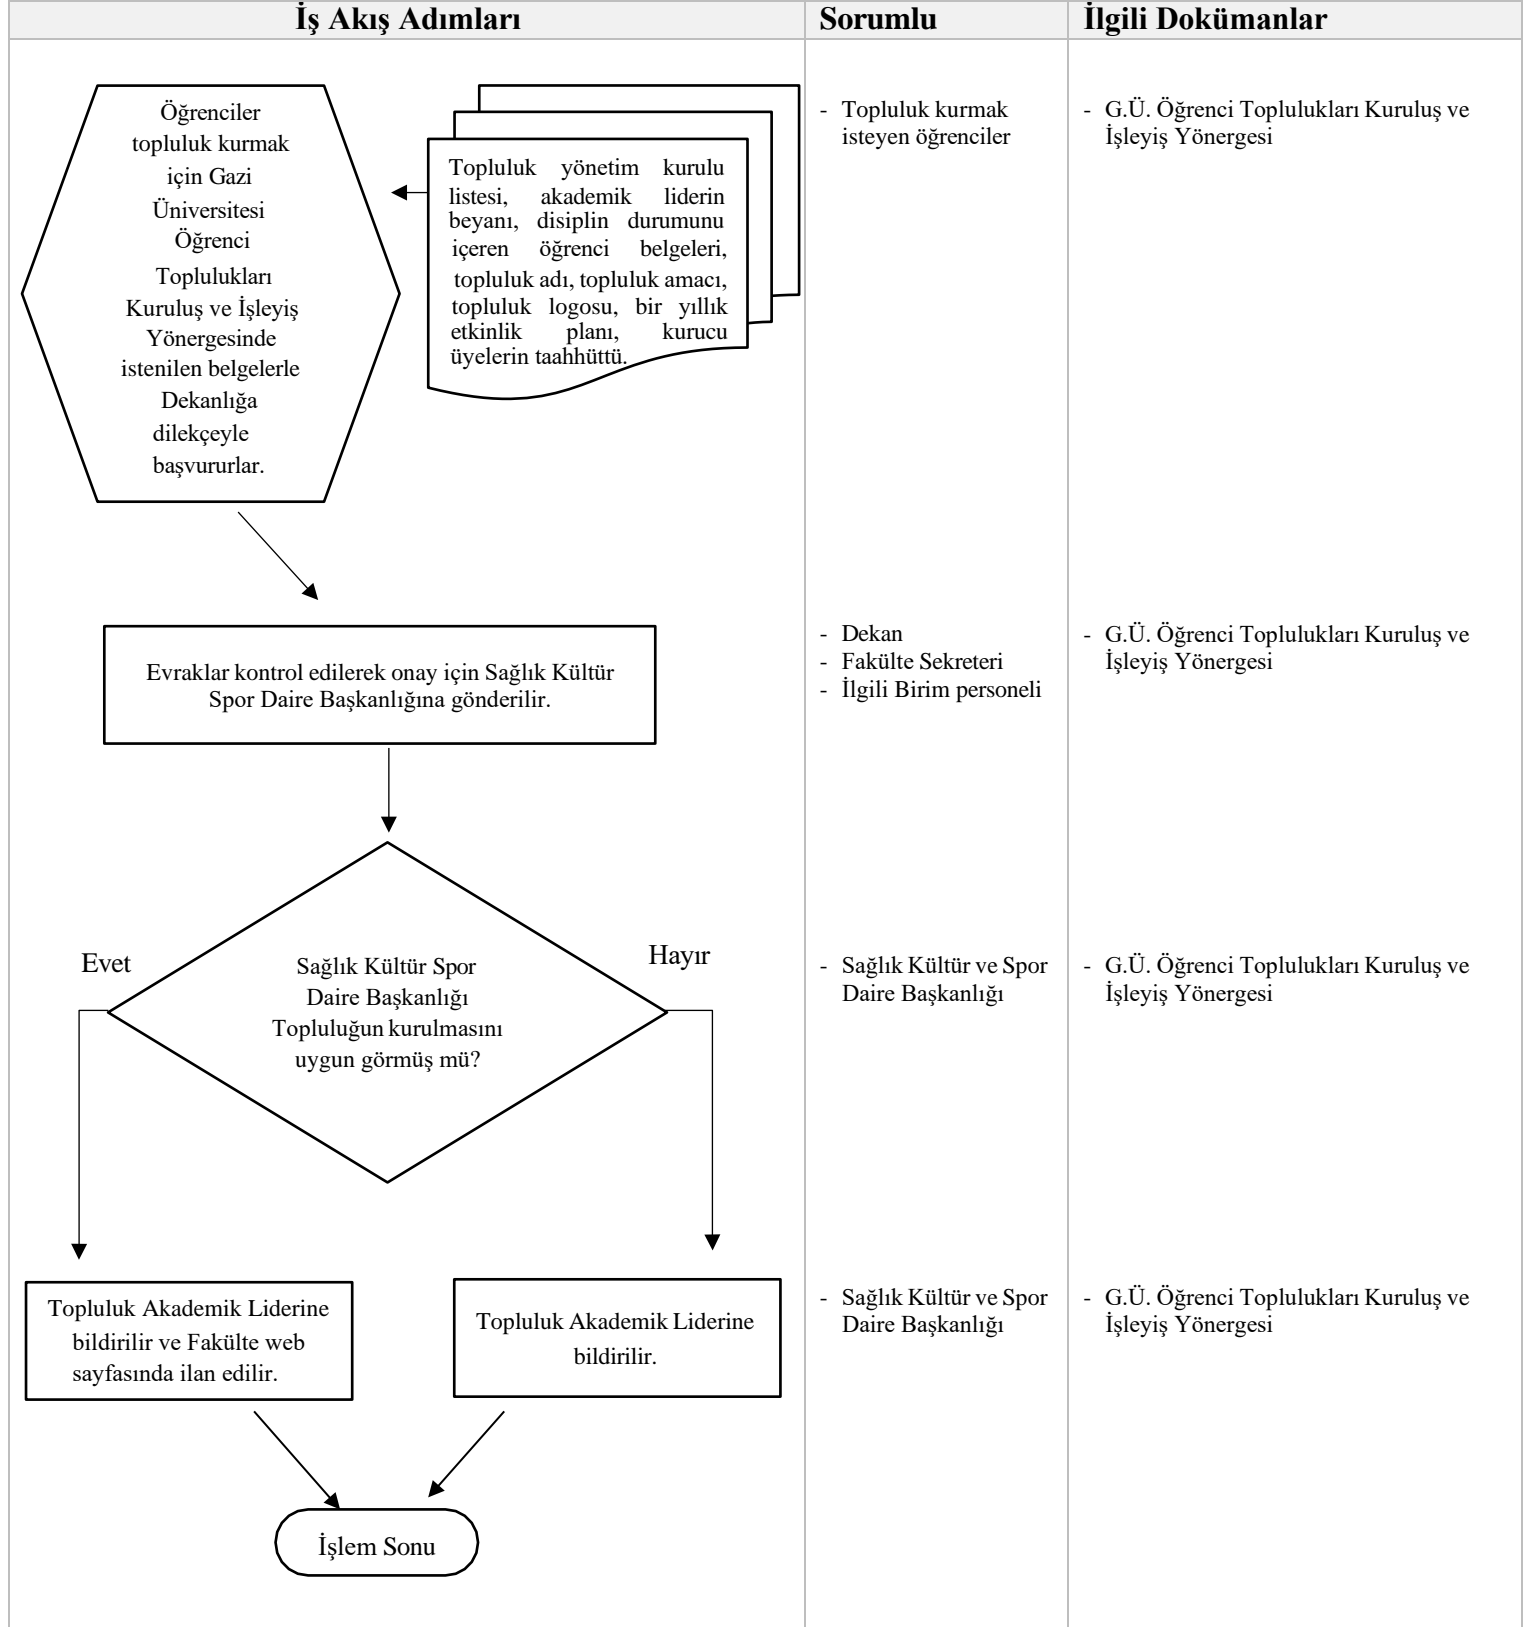 İş Akış Adımları
Sorumlu
İlgili Dokümanlar
Öğrenciler
topluluk kurmak
için Gazi
Üniversitesi
Öğrenci
Toplulukları
Kuruluş ve İşleyiş
Yönergesinde
istenilen belgelerle
Dekanlığa
dilekçeyle
başvururlar.
Topluluk yönetim kurulu
listesi, akademik liderin
beyanı, disiplin durumunu
içeren öğrenci belgeleri,
topluluk adı, topluluk amacı,
topluluk logosu, bir yıllık
etkinlik planı, kurucu
üyelerin taahhüttü.
- Topluluk kurmak
isteyen öğrenciler
- G.Ü. Öğrenci Toplulukları Kuruluş ve
İşleyiş Yönergesi
Evraklar kontrol edilerek onay için Sağlık Kültür
Spor Daire Başkanlığına gönderilir.
- Dekan
- Fakülte Sekreteri
- İlgili Birim personeli
- G.Ü. Öğrenci Toplulukları Kuruluş ve
İşleyiş Yönergesi
Evet
Hayır
Sağlık Kültür Spor
Daire Başkanlığı
Topluluğun kurulmasını
uygun görmüş mü?
- Sağlık Kültür ve Spor
Daire Başkanlığı
- G.Ü. Öğrenci Toplulukları Kuruluş ve
İşleyiş Yönergesi
Topluluk Akademik Liderine
bildirilir ve Fakülte web
sayfasında ilan edilir.
Topluluk Akademik Liderine
bildirilir.
- Sağlık Kültür ve Spor
Daire Başkanlığı
- G.Ü. Öğrenci Toplulukları Kuruluş ve
İşleyiş Yönergesi
İşlem Sonu